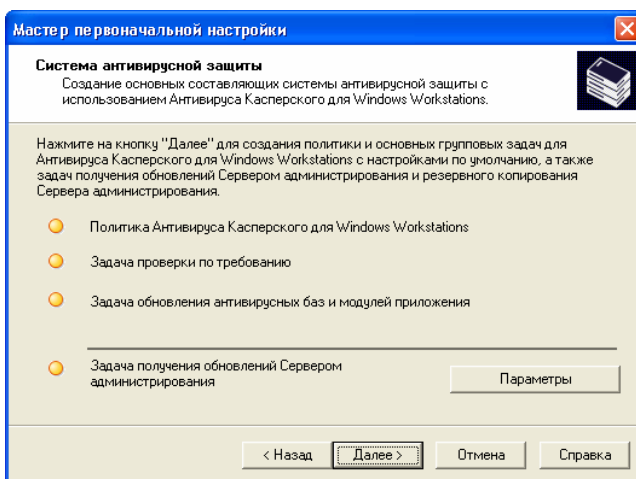 Мастер первоначальной настройки
Система антивирусной защиты
Создание основных составляющих системы антивирусной защиты с
использованием Антивируса Касперского для Windows Workstations.
Нажмите на кнопку "Далее" для создания политики и основных групповых задач для
Антивируса Касперского для Windows Workstations с настройками по умолчанию, а также
задач получения обновлений Сервером администрирования и резервного копирования
Сервера администрирования.
Политика Антивируса Касперского для Windows Workstations
Задача проверки по требованию
Задача обновления антивирусных баз и модулей приложения
Задача получения обновлений Сервером
администрирования
Параметры
< Назад Далее > Отмена Справка